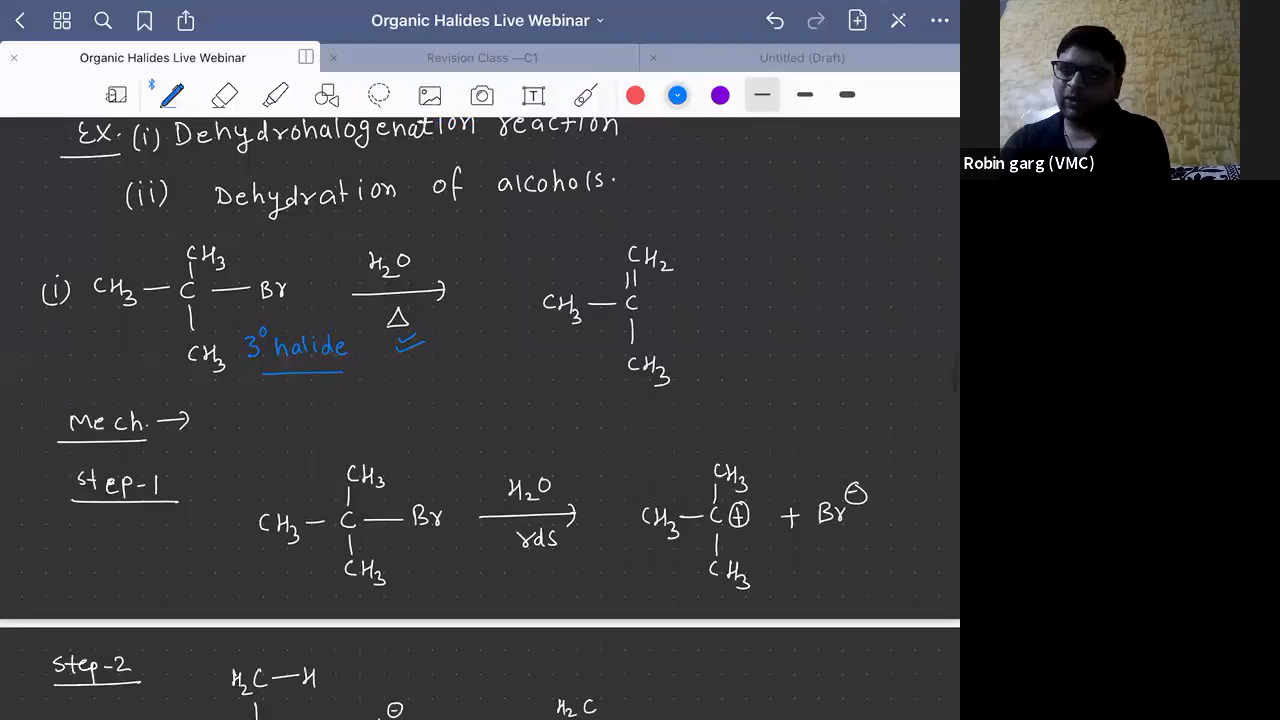 Organic Halides Live Webinar
Organic Halides Live Webinar
Revision Class —C1
Untitled (Draft)
T
Robin garg (VMC)
EX. (i) Dehydrohalogenation reaction
(ii) Dehydration of alcohols.
CH3
CH2
(i) CH3 — C — Br
H2O
CH3 — C
Δ
CH3
3° halide
CH3
Mech. →
Step-1
CH3
H2O
CH3
CH3 — C — Br
CH3 — C ⊕ + Br ⊖
rds
CH3
CH3
Step-2
H2C — H
⊖
H2C